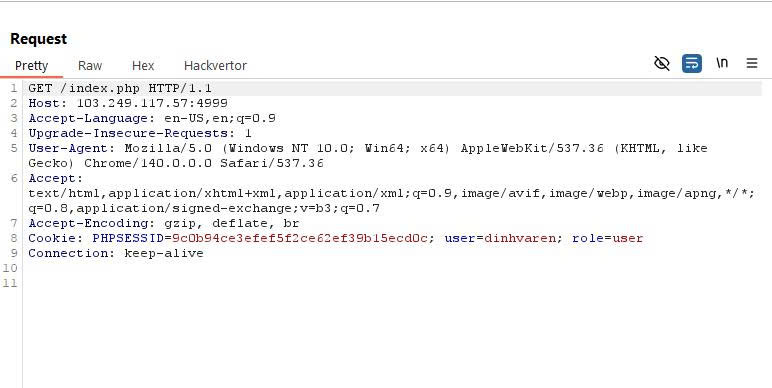 Request
Pretty Raw Hex Hackvertor \n
1 GET /index.php HTTP/1.1
2 Host: 103.249.117.57:4999
3 Accept-Language: en-US,en;q=0.9
4 Upgrade-Insecure-Requests: 1
5 User-Agent: Mozilla/5.0 (Windows NT 10.0; Win64; x64) AppleWebKit/537.36 (KHTML, like
Gecko) Chrome/140.0.0.0 Safari/537.36
6 Accept:
text/html,application/xhtml+xml,application/xml;q=0.9,image/avif,image/webp,image/apng,*/*;
q=0.8,application/signed-exchange;v=b3;q=0.7
7 Accept-Encoding: gzip, deflate, br
8 Cookie: PHPSESSID=9c0b94ce3efef5f2ce62ef39b15ecd0c; user=dinhvaren; role=user
9 Connection: keep-alive
10
11